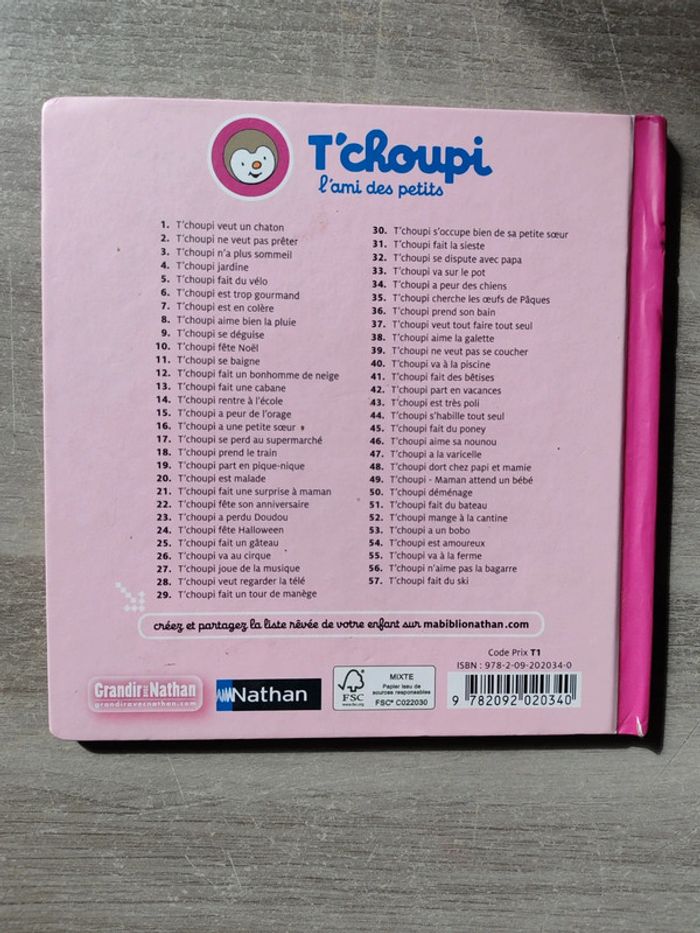 T'choupi
l'ami des petits
1. T'choupi veut un chaton
2. T'choupi ne veut pas prêter
3. T'choupi n'a plus sommeil
4. T'choupi jardine
5. T'choupi fait du vélo
6. T'choupi est trop gourmand
7. T'choupi est en colère
8. T'choupi aime bien la pluie
9. T'choupi se déguise
10. T'choupi fête Noël
11. T'choupi se baigne
12. T'choupi fait un bonhomme de neige
13. T'choupi fait une cabane
14. T'choupi rentre à l'école
15. T'choupi a peur de l'orage
16. T'choupi a une petite sœur
17. T'choupi se perd au supermarché
18. T'choupi prend le train
19. T'choupi part en pique-nique
20. T'choupi est malade
21. T'choupi fait une surprise à maman
22. T'choupi fête son anniversaire
23. T'choupi a perdu Doudou
24. T'choupi fête Halloween
25. T'choupi fait un gâteau
26. T'choupi va au cirque
27. T'choupi joue de la musique
28. T'choupi veut regarder la télé
29. T'choupi fait un tour de manège
30. T'choupi s'occupe bien de sa petite sœur
31. T'choupi fait la sieste
32. T'choupi se dispute avec papa
33. T'choupi va sur le pot
34. T'choupi a peur des chiens
35. T'choupi cherche les œufs de Pâques
36. T'choupi prend son bain
37. T'choupi veut tout faire tout seul
38. T'choupi aime la galette
39. T'choupi ne veut pas se coucher
40. T'choupi va à la piscine
41. T'choupi fait des bêtises
42. T'choupi part en vacances
43. T'choupi est très poli
44. T'choupi s'habille tout seul
45. T'choupi fait du poney
46. T'choupi aime sa nounou
47. T'choupi a la varicelle
48. T'choupi dort chez papi et mamie
49. T'choupi - Maman attend un bébé
50. T'choupi déménage
51. T'choupi fait du bateau
52. T'choupi mange à la cantine
53. T'choupi a un bobo
54. T'choupi est amoureux
55. T'choupi va à la ferme
56. T'choupi n'aime pas la bagarre
57. T'choupi fait du ski
créez et partagez la liste rêvée de votre enfant sur mabiblionathan.com
Code Prix T1
ISBN : 978-2-09-202034-0
Grandir avec Nathan
grandiravecnathan.com
Nathan
FSC
www.fsc.org
MIXTE
Papier issu de
sources responsables
FSC® C022030
9 782092 020340